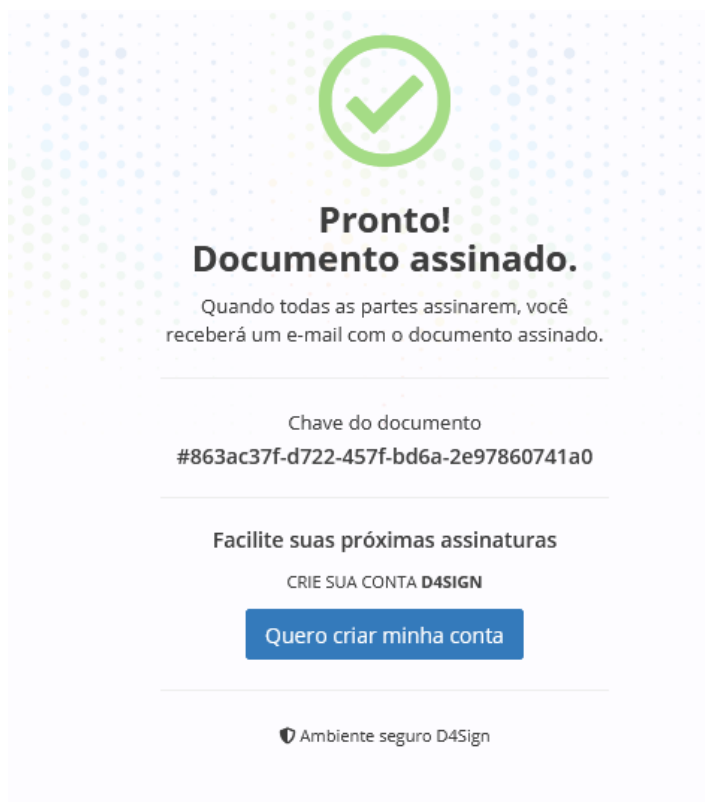 Pronto!
Documento assinado.
Quando todas as partes assinarem, você
receberá um e-mail com o documento assinado.
Chave do documento
#863ac37f-d722-457f-bd6a-2e97860741a0
Facilite suas próximas assinaturas
CRIE SUA CONTA D4SIGN
Quero criar minha conta
Ambiente seguro D4Sign